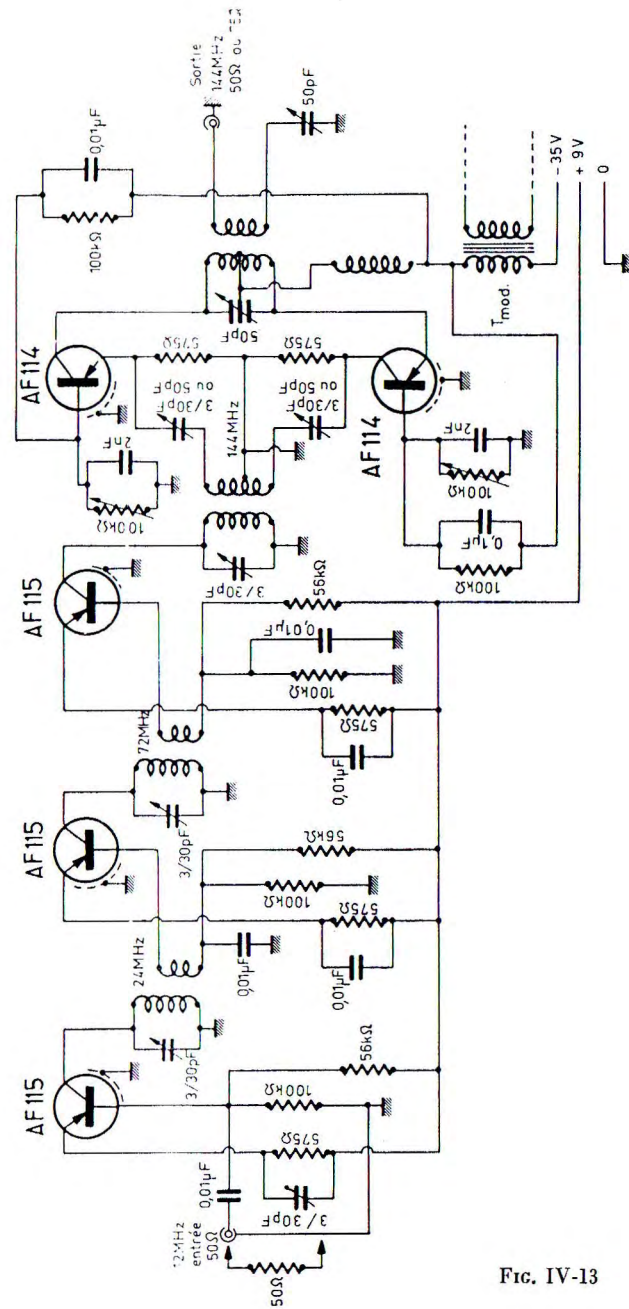 AF115
AF115
AF115
AF114
AF114
12MHz
entrée
50Ω
50Ω
0,01µF
3/30pF
575Ω
100kΩ
56kΩ
3/30pF
24MHz
0,01µF
0,01µF
575Ω
100kΩ
56kΩ
3/30pF
72MHz
0,01µF
575Ω
100kΩ
0,01µF
56kΩ
3/30pF
144MHz
100kΩ
2nF
3/30pF
ou 50pF
575Ω
3/30pF
ou 50pF
575Ω
50pF
100kΩ
0,1µF
100kΩ
2nF
100kΩ
0,01µF
Sortie
144MHz
50Ω ou
50pF
Tmod.
-35V
+ 9V
0
FIG. IV-13